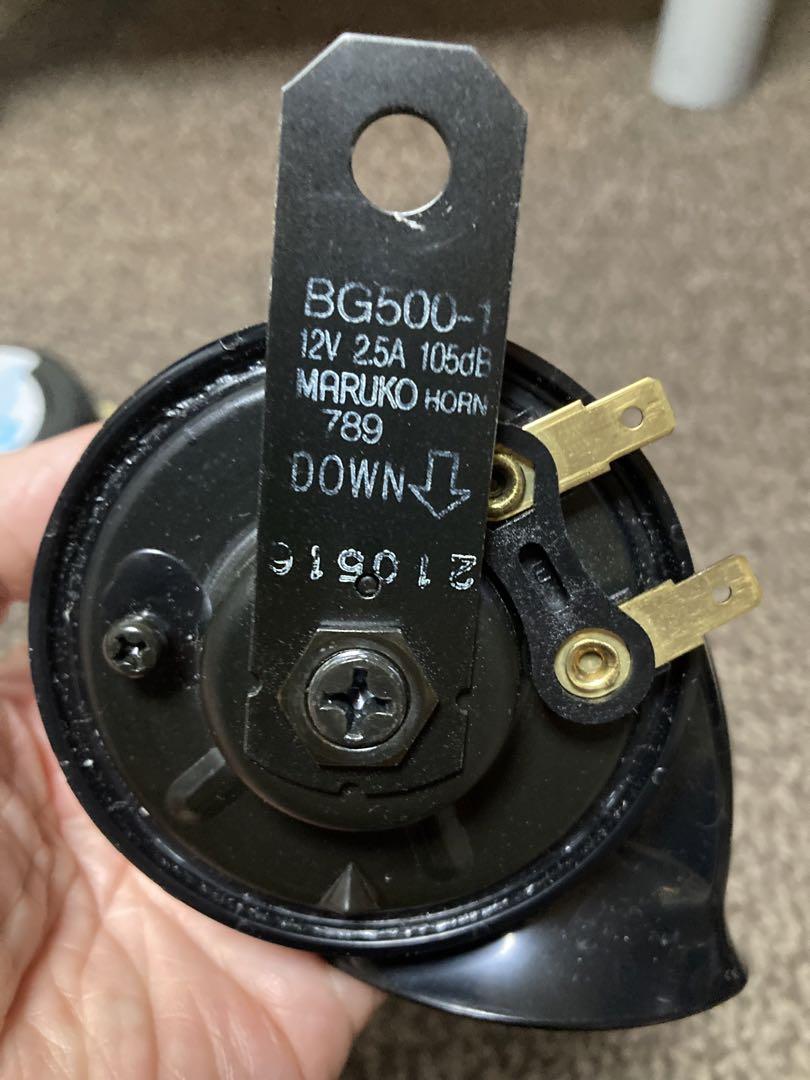 BG500-1
12V 2.5A 105dB
MARUKO HORN
789
DOWN
210516